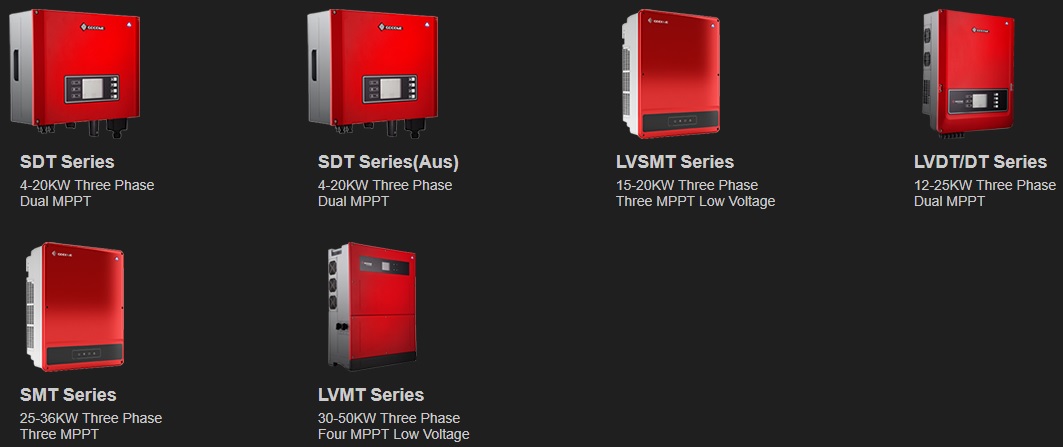 SDT Series
4-20KW Three Phase
Dual MPPT
SDT Series(Aus)
4-20KW Three Phase
Dual MPPT
LVSMT Series
15-20KW Three Phase
Three MPPT Low Voltage
LVDT/DT Series
12-25KW Three Phase
Dual MPPT
SMT Series
25-36KW Three Phase
Three MPPT
LVMT Series
30-50KW Three Phase
Four MPPT Low Voltage